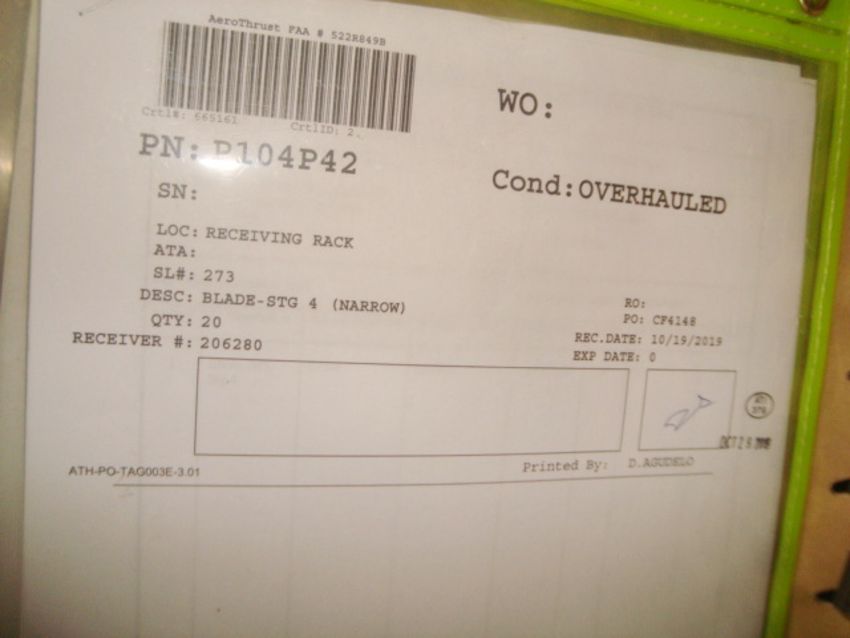 AeroThrust FAA # 522R849B
Crtl#: 665161
CrtlID: 2
WO:
PN: P104P42
Cond: OVERHAULED
SN:
LOC: RECEIVING RACK
ATA:
SL#: 273
DESC: BLADE-STG 4 (NARROW)
RO:
QTY: 20
PO: CF4148
RECEIVER #: 206280
REC.DATE: 10/19/2019
EXP DATE: 0
ATH-PO-TAG003E-3.01
Printed By: D.AGUDELO